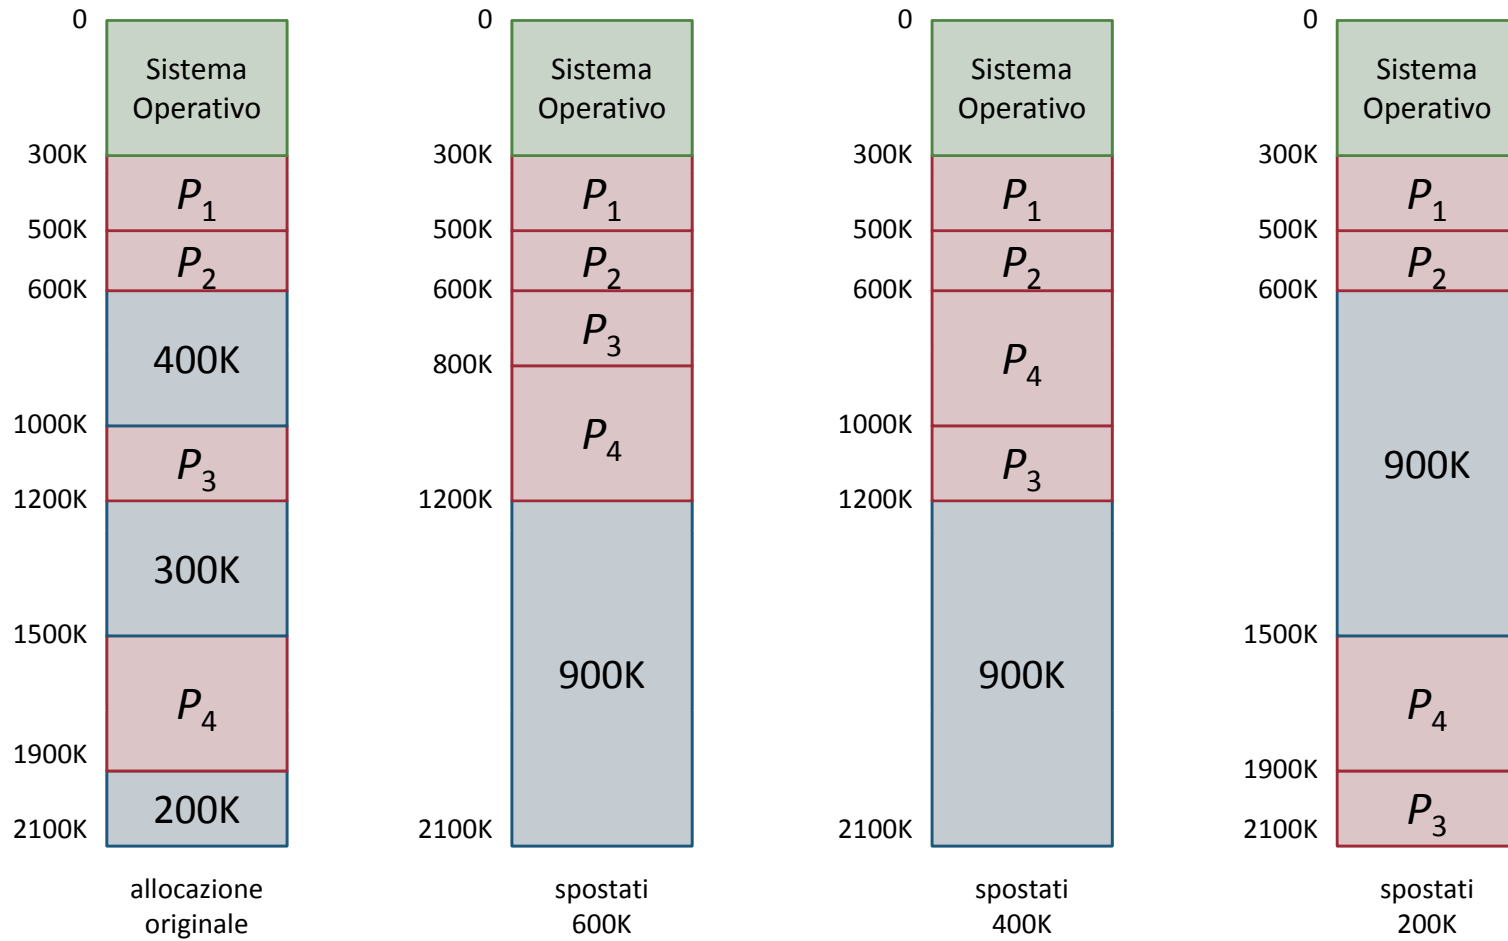 0
Sistema
Operativo
300K
P1
500K
P2
600K
400K
1000K
P3
1200K
300K
1500K
P4
1900K
200K
2100K
allocazione
originale
0
Sistema
Operativo
300K
P1
500K
P2
600K
P3
800K
P4
1200K
900K
2100K
spostati
600K
0
Sistema
Operativo
300K
P1
500K
P2
600K
P4
1000K
P3
1200K
900K
2100K
spostati
400K
0
Sistema
Operativo
300K
P1
500K
P2
600K
900K
1500K
P4
1900K
P3
2100K
spostati
200K